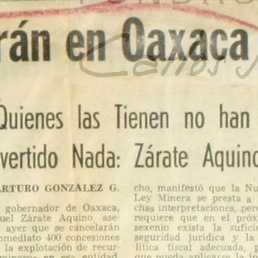 rán en Oaxaca
Quienes las Tienen no han
vertido Nada: Zárate Aquino
ARTURO GONZALEZ G.
gobernador de Oaxaca,
uel Zárate Aquino, ase-
ayer que se cancelarán
nmediato 400 concesiones
la explotación de recur-
cho, manifestó que la Nu
Ley Minera se presta a
chas interpretaciones, per
requiere que en el próx
sexenio exista la suficie
seguridad jurídica y la
lítica fiscal adecuada, p